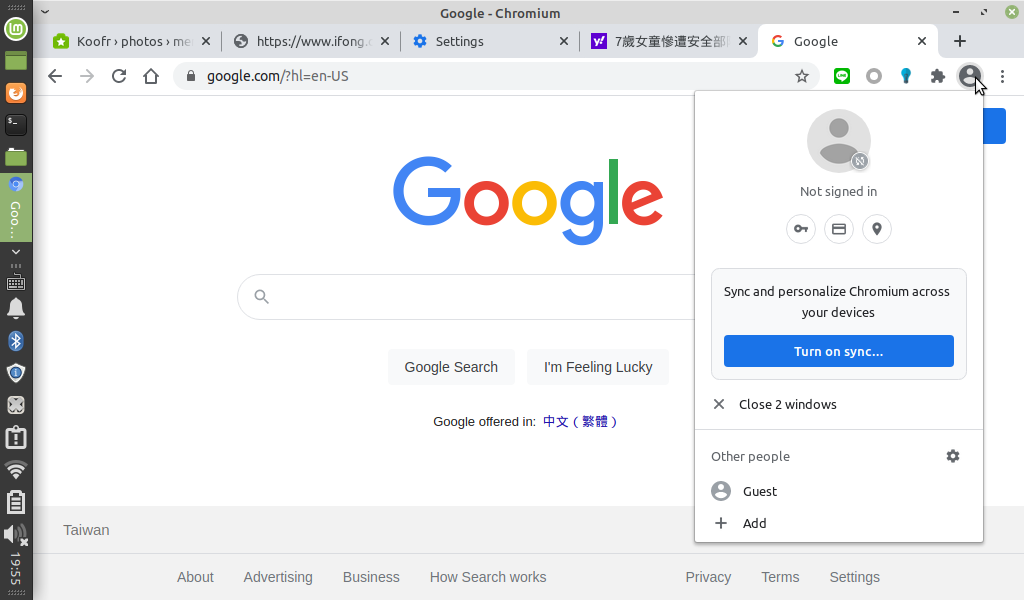 Google - Chromium
Koofr › photos › me
https://www.ifong.c
Settings
7歲女童慘遭安全部
Google
google.com/?hl=en-US
Goo...
Google
Not signed in
Sync and personalize Chromium across
your devices
Turn on sync...
Close 2 windows
Other people
Guest
Add
Google Search
I'm Feeling Lucky
Google offered in: 中文（繁體）
Taiwan
About
Advertising
Business
How Search works
Privacy
Terms
Settings
19:55